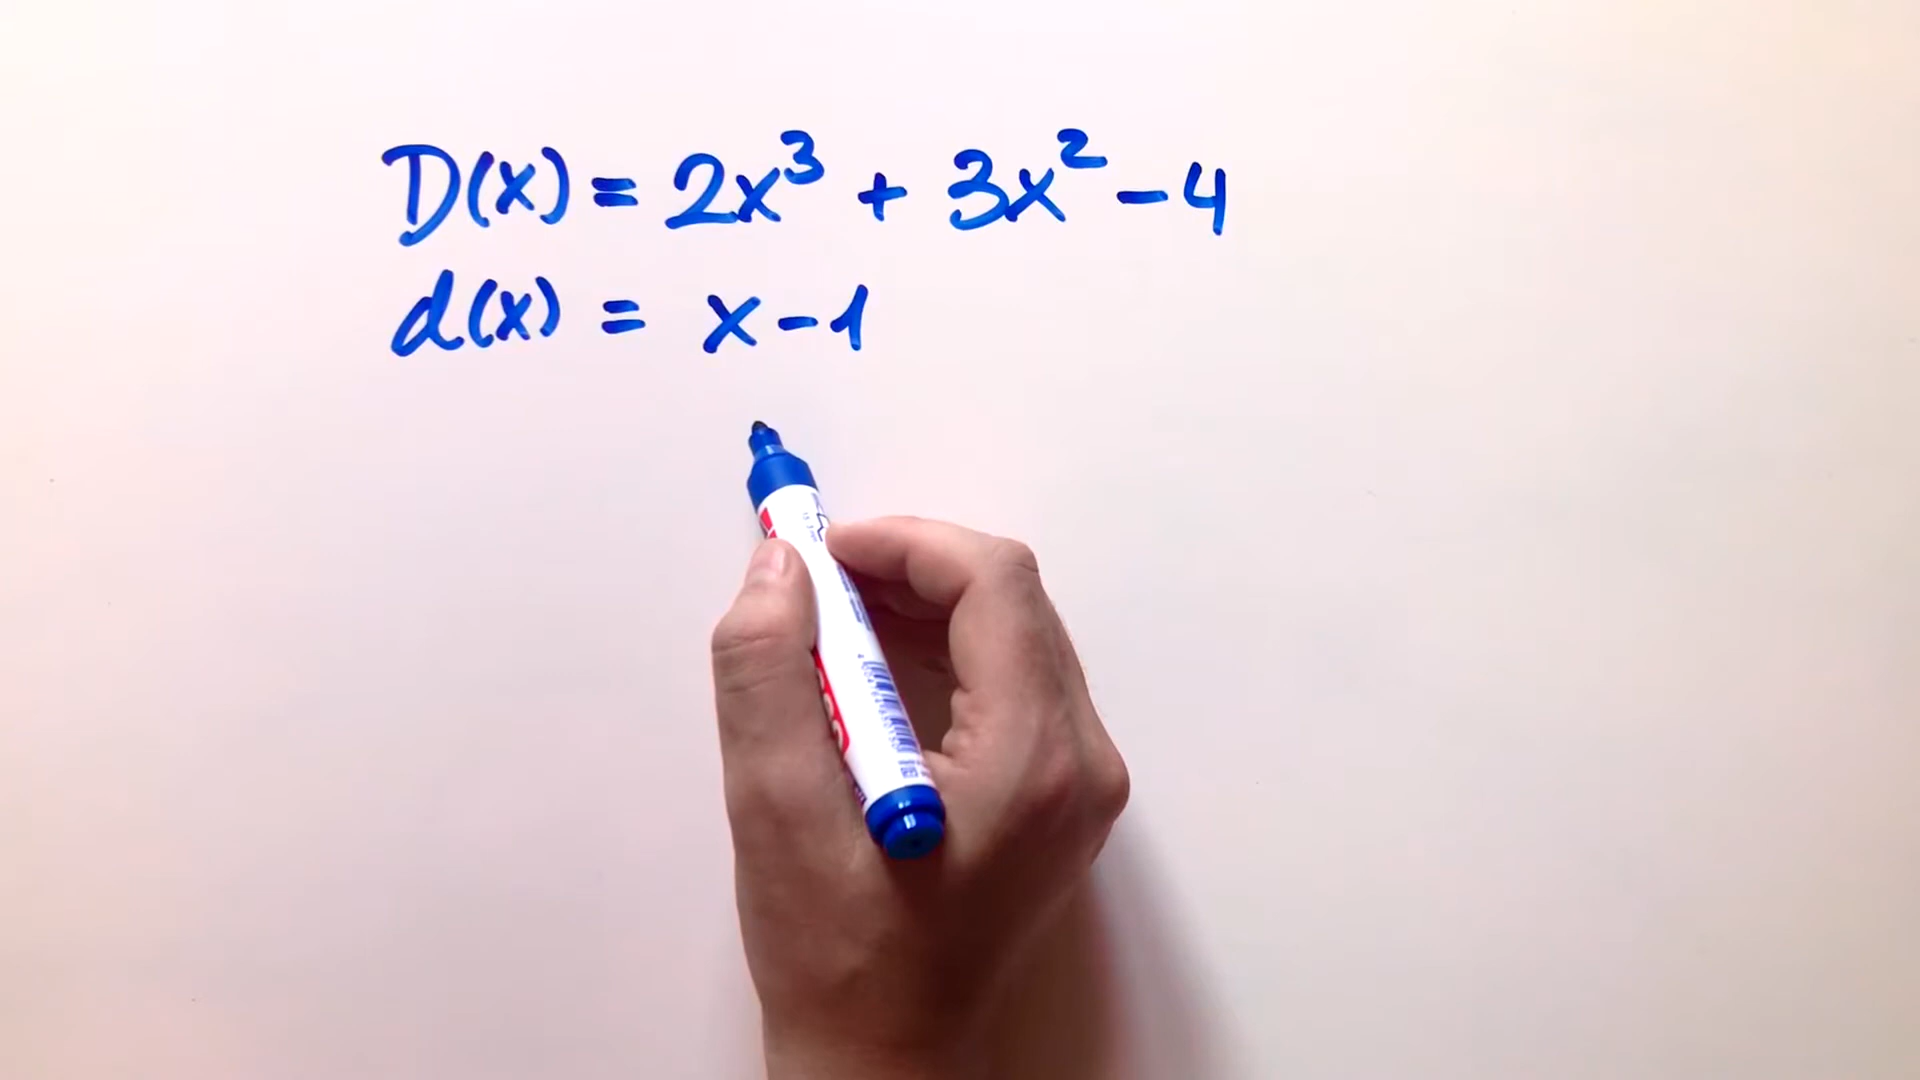 D(x) = 2x³ + 3x² - 4
d(x) = x - 1